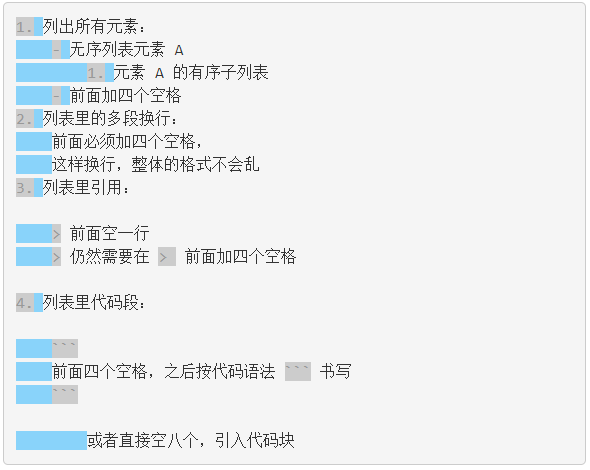 1. 列出所有元素：
    - 无序列表元素 A
        1. 元素 A 的有序子列表
    - 前面加四个空格
2. 列表里的多段换行：
    前面必须加四个空格，
    这样换行，整体的格式不会乱
3. 列表里引用：

    > 前面空一行
    > 仍然需要在 >  前面加四个空格

4. 列表里代码段：

    ```
    前面四个空格，之后按代码语法 ``` 书写
    ```

        或者直接空八个，引入代码块